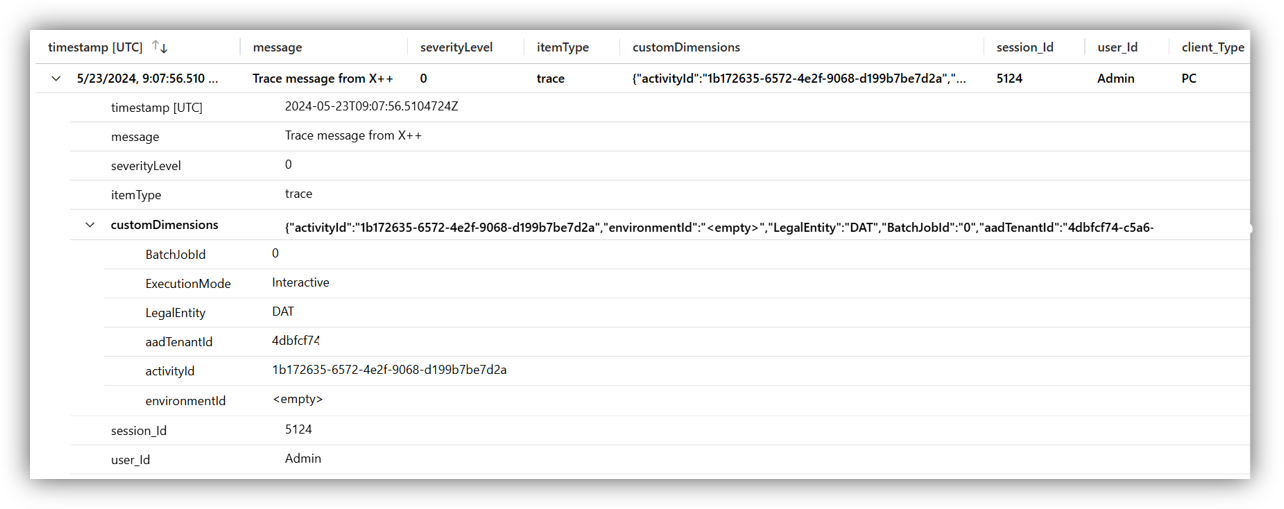 timestamp [UTC] ↑↓ message severityLevel itemType customDimensions session_Id user_Id client_Type
5/23/2024, 9:07:56.510 ... Trace message from X++ 0 trace {"activityId":"1b172635-6572-4e2f-9068-d199b7be7d2a","... 5124 Admin PC
timestamp [UTC] 2024-05-23T09:07:56.5104724Z
message Trace message from X++
severityLevel 0
itemType trace
customDimensions {"activityId":"1b172635-6572-4e2f-9068-d199b7be7d2a","environmentId":"<empty>","LegalEntity":"DAT","BatchJobId":"0","aadTenantId":"4dbfcf74-c5a6-
BatchJobId 0
ExecutionMode Interactive
LegalEntity DAT
aadTenantId 4dbfcf74
activityId 1b172635-6572-4e2f-9068-d199b7be7d2a
environmentId <empty>
session_Id 5124
user_Id Admin